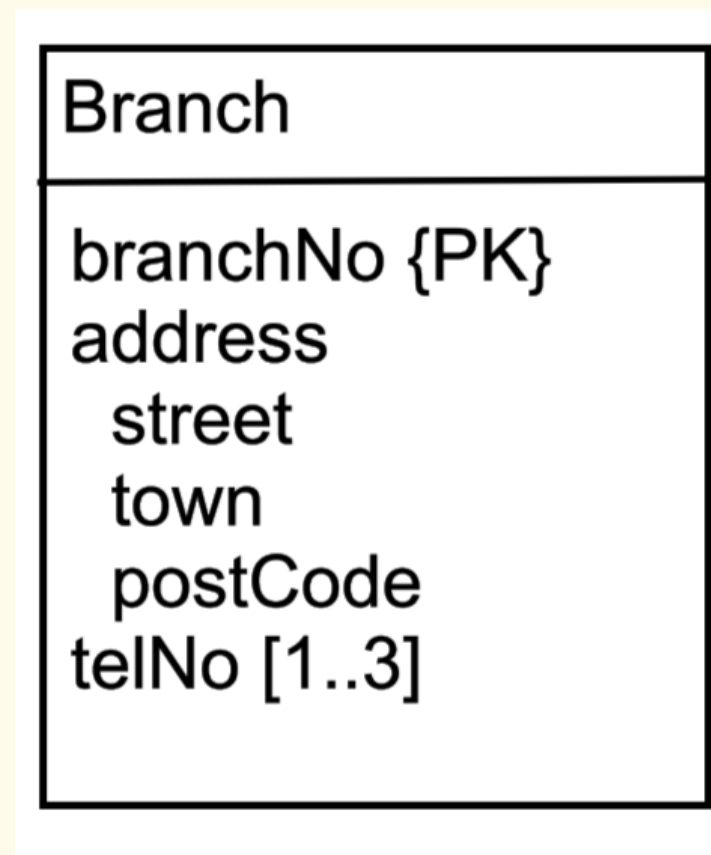 Branch
branchNo {PK}
address
street
town
postCode
telNo [1..3]